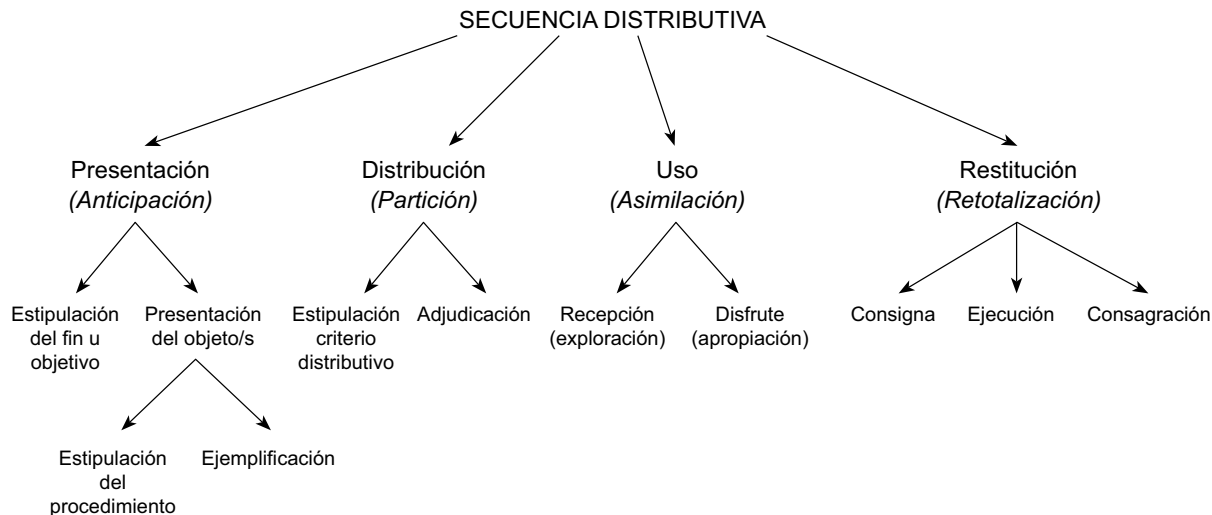 SECUENCIA DISTRIBUTIVA
Presentación
(Anticipación)
Distribución
(Partición)
Uso
(Asimilación)
Restitución
(Retotalización)
Estipulación
del fin u
objetivo
Presentación
del objeto/s
Estipulación
criterio
distributivo
Adjudicación
Recepción
(exploración)
Disfrute
(apropiación)
Consigna
Ejecución
Consagración
Estipulación
del
procedimiento
Ejemplificación